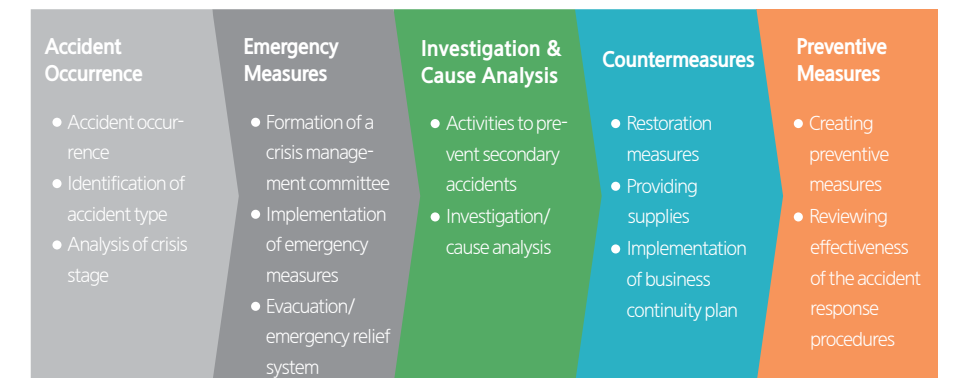 Accident
Occurrence
● Accident occur-
rence
● Identification of
accident type
● Analysis of crisis
stage
Emergency
Measures
● Formation of a
crisis manage-
ment committee
● Implementation
of emergency
measures
● Evacuation/
emergency relief
system
Investigation &
Cause Analysis
● Activities to pre-
vent secondary
accidents
● Investigation/
cause analysis
Countermeasures
● Restoration
measures
● Providing
supplies
● Implementation
of business
continuity plan
Preventive
Measures
● Creating
preventive
measures
● Reviewing
effectiveness
of the accident
response
procedures